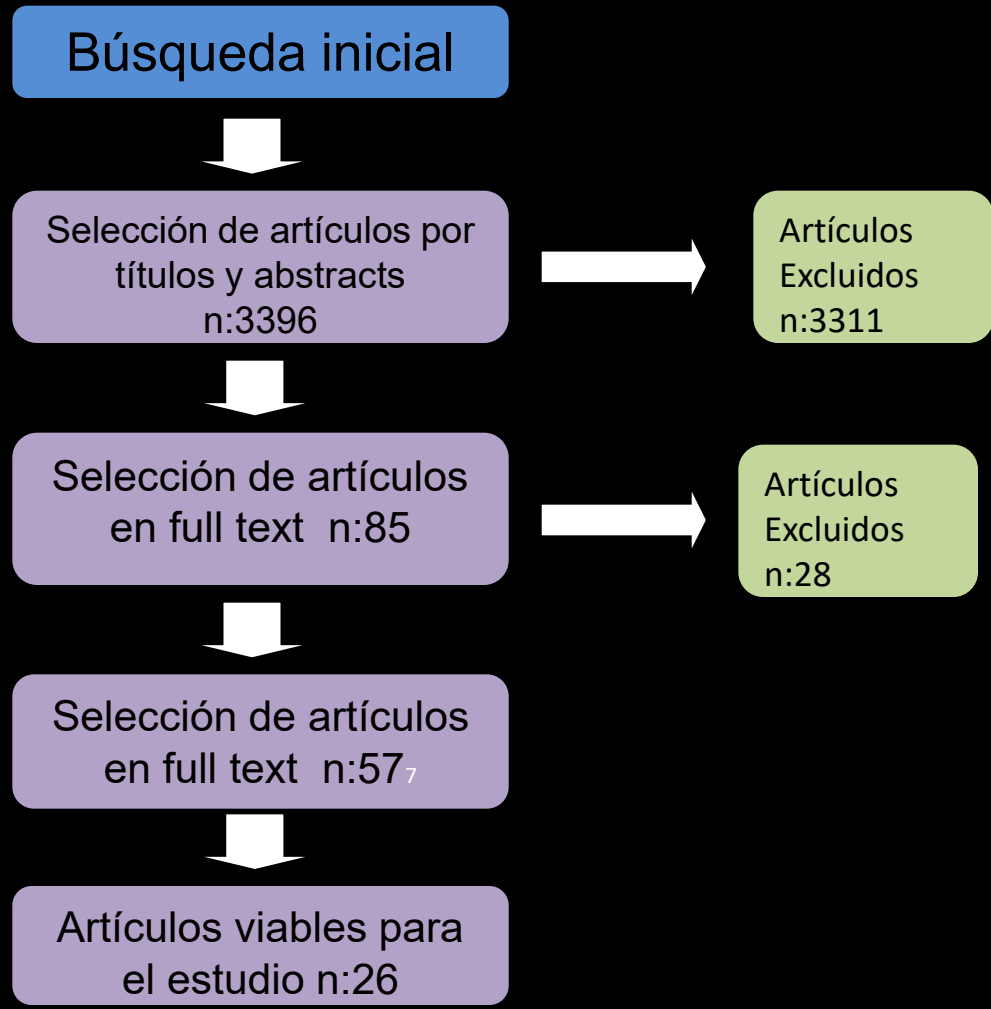 Búsqueda inicial
Selección de artículos por
títulos y abstracts
n:3396
Artículos
Excluidos
n:3311
Selección de artículos
en full text n:85
Artículos
Excluidos
n:28
Selección de artículos
en full text n:57
7
Artículos viables para
el estudio n:26